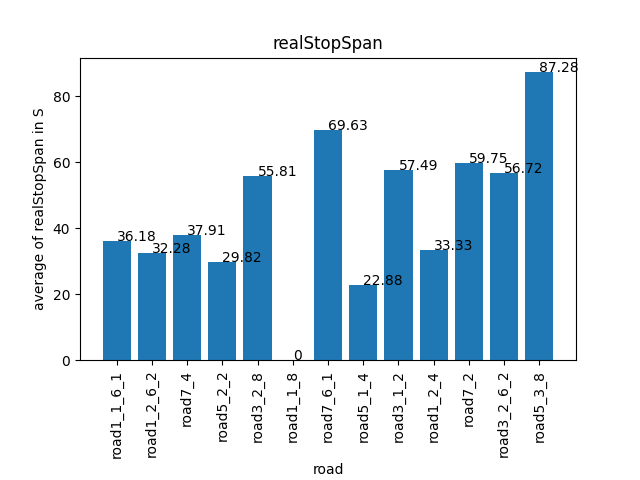 realStopSpan
average of realStopSpan in S
80
60
40
20
0
36.18
32.28
37.91
29.82
55.81
0
69.63
22.88
57.49
33.33
59.75
56.72
87.28
road1_1_6_1
road1_2_6_2
road7_4
road5_2_2
road3_2_8
road1_1_8
road7_6_1
road5_1_4
road3_1_2
road1_2_4
road7_2
road3_2_6_2
road5_3_8
road